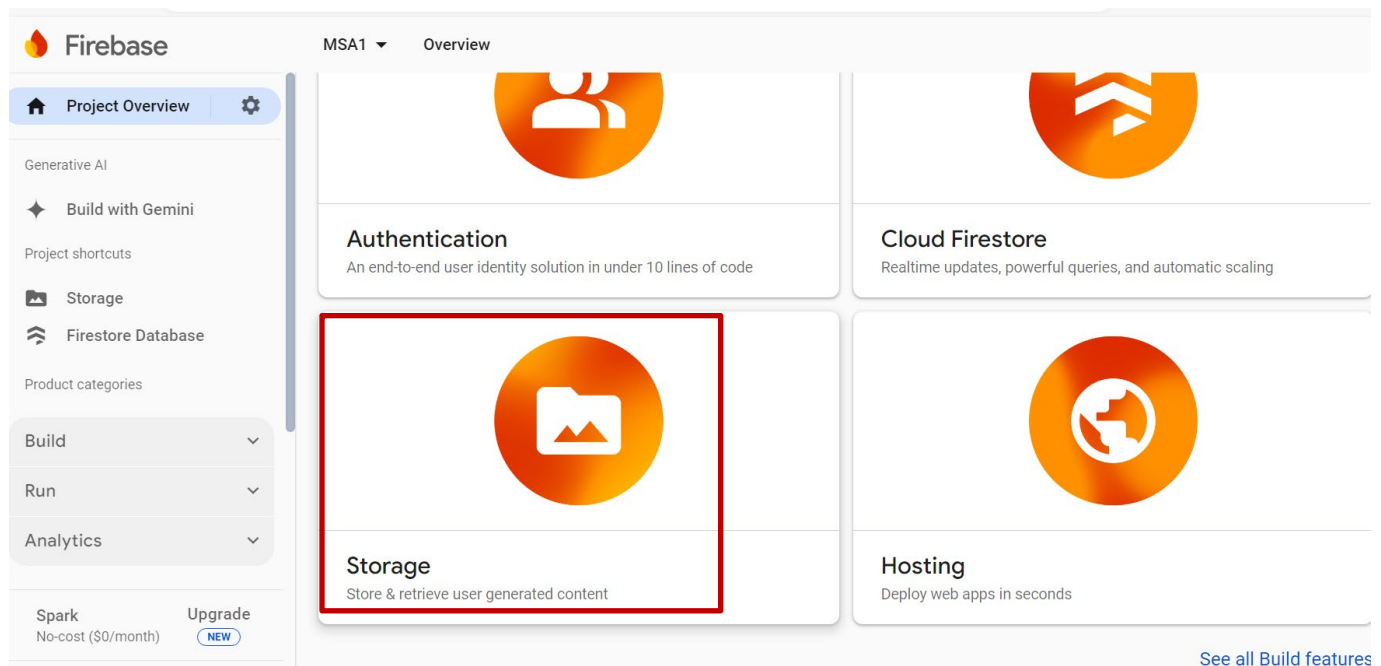 Firebase
MSA1 Overview
Project Overview
Generative AI
Build with Gemini
Project shortcuts
Storage
Firestore Database
Product categories
Build
Run
Analytics
Spark
No-cost ($0/month)
Upgrade
NEW
Authentication
An end-to-end user identity solution in under 10 lines of code
Cloud Firestore
Realtime updates, powerful queries, and automatic scaling
Storage
Store & retrieve user generated content
Hosting
Deploy web apps in seconds
See all Build features